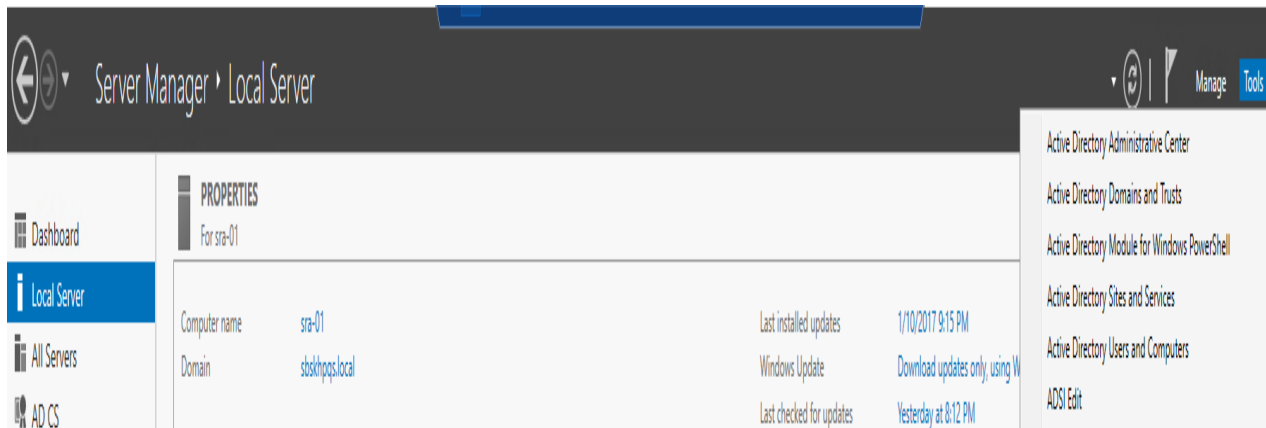 Server Manager ‣ Local Server
Manage
Tools
Active Directory Administrative Center
Active Directory Domains and Trusts
Active Directory Module for Windows PowerShell
Active Directory Sites and Services
Active Directory Users and Computers
ADSI Edit
Dashboard
Local Server
All Servers
AD CS
PROPERTIES
For sra-01
Computer name sra-01
Domain sbskhpqs.local
Last installed updates 1/10/2017 9:15 PM
Windows Update Download updates only, using W
Last checked for updates Yesterday at 8:12 PM